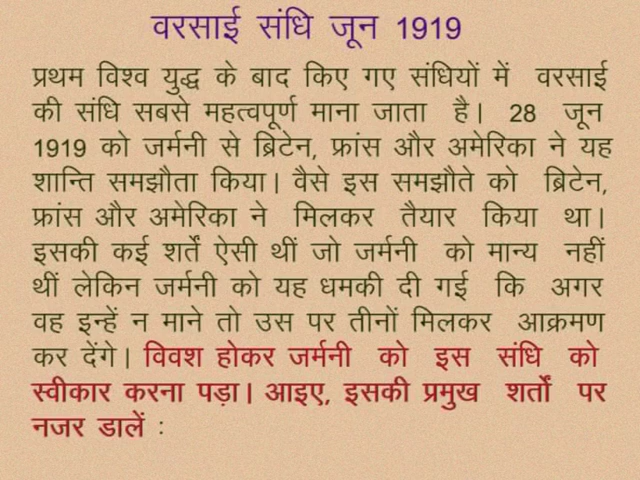 वरसाई संधि जून 1919
प्रथम विश्व युद्ध के बाद किए गए संधियों में वरसाई
की संधि सबसे महत्वपूर्ण माना जाता है। 28 जून
1919 को जर्मनी से ब्रिटेन, फ्रांस और अमेरिका ने यह
शान्ति समझौता किया। वैसे इस समझौते को ब्रिटेन,
फ्रांस और अमेरिका ने मिलकर तैयार किया था।
इसकी कई शर्तें ऐसी थीं जो जर्मनी को मान्य नहीं
थीं लेकिन जर्मनी को यह धमकी दी गई कि अगर
वह इन्हें न माने तो उस पर तीनों मिलकर आक्रमण
कर देंगे। विवश होकर जर्मनी को इस संधि को
स्वीकार करना पड़ा। आइए, इसकी प्रमुख शर्तों पर
नजर डालें :